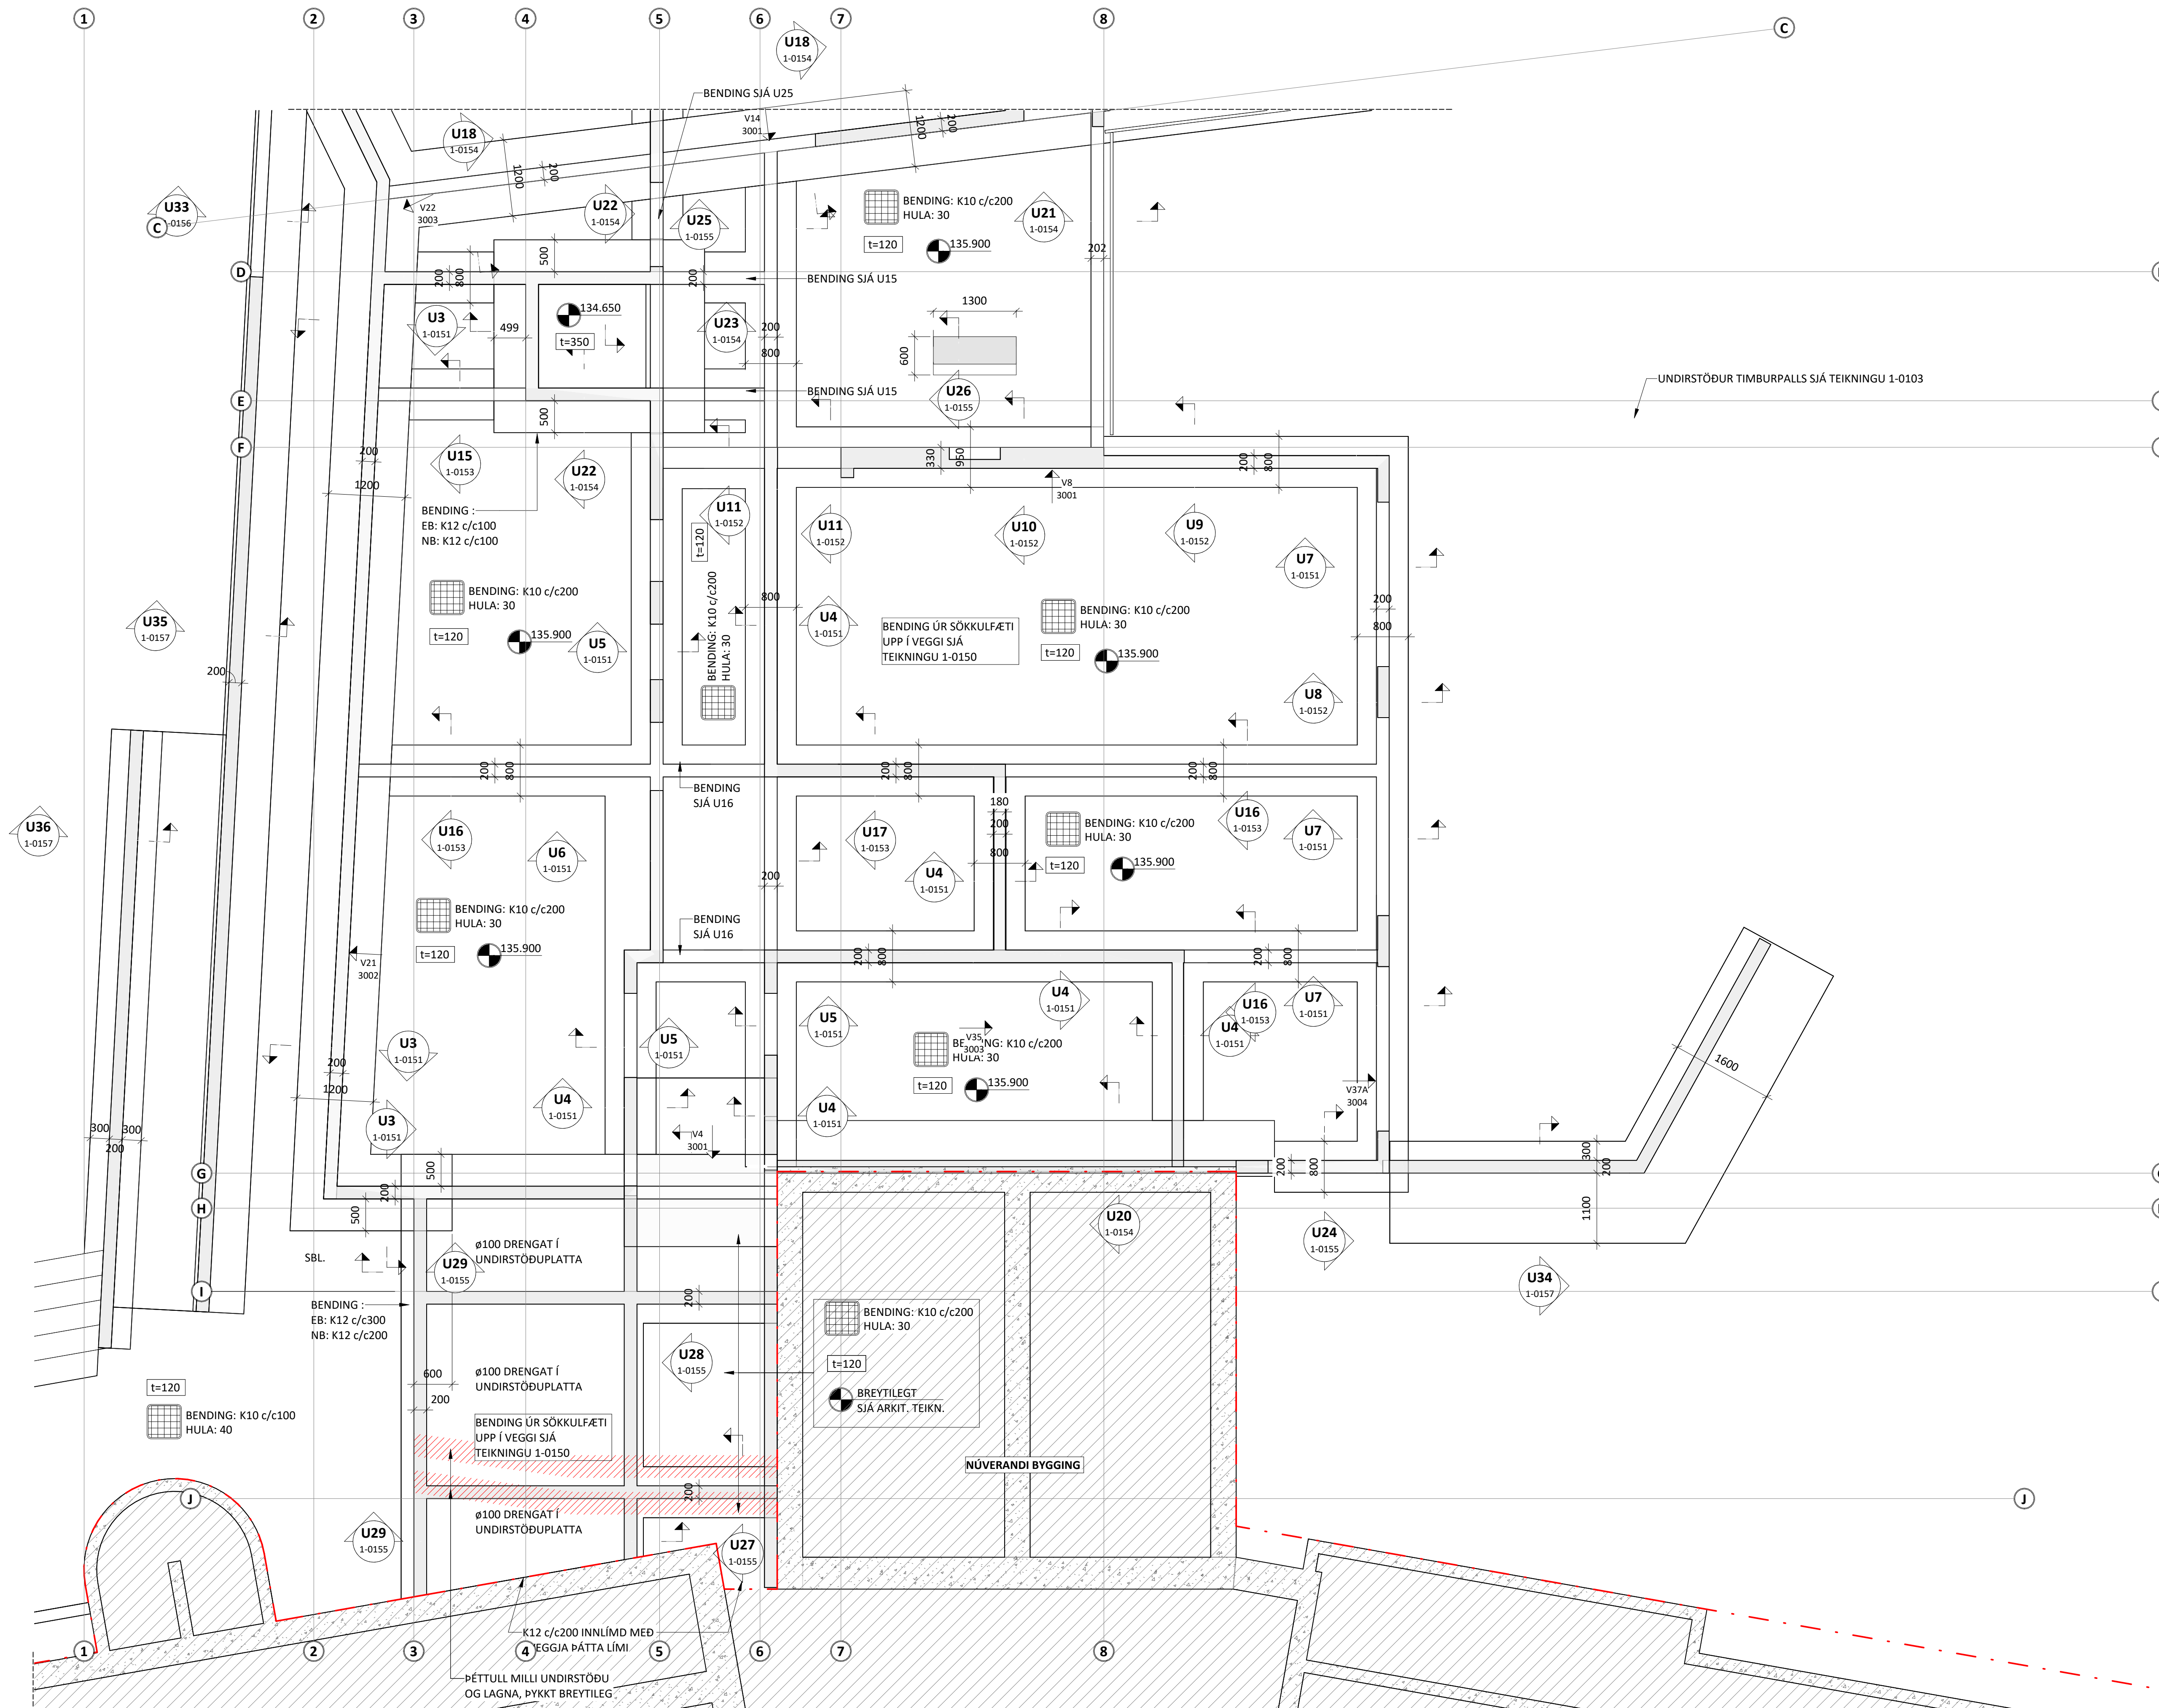 1
2
3
4
5
6
7
8
C
U18
1-0154
BENDING SJÁ U25
V14
3001
1200
200
U18
1-0154
1200
200
U33
1-0156
C
V22
3003
U22
1-0154
U25
1-0155
BENDING: K10 c/c200
HULA: 30
t=120
135.900
U21
1-0154
202
D
200
800
500
200
BENDING SJÁ U15
134.650
t=350
U3
1-0151
499
U23
1-0154
200
800
1300
600
BENDING SJÁ U15
U26
1-0155
UNDIRSTÖÐUR TIMBURPALLS SJÁ TEIKNINGU 1-0103
E
500
F
200
1200
U15
1-0153
U22
1-0154
330
950
200
800
V8
3001
BENDING :
EB: K12 c/c100
NB: K12 c/c100
U11
1-0152
t=120
U11
1-0152
U10
1-0152
U9
1-0152
U7
1-0151
BENDING: K10 c/c200
HULA: 30
t=120
135.900
U5
1-0151
BENDING: K10 c/c200
HULA: 30
800
U4
1-0151
BENDING ÚR SÖKKULFÆTI
UPP Í VEGGI SJÁ
TEIKNINGU 1-0150
BENDING: K10 c/c200
HULA: 30
t=120
135.900
200
800
U35
1-0157
200
U8
1-0152
200
800
BENDING
SJÁ U16
200
800
200
800
180
200
800
U36
1-0157
U16
1-0153
U6
1-0151
U17
1-0153
U4
1-0151
BENDING: K10 c/c200
HULA: 30
t=120
135.900
U16
1-0153
U7
1-0151
200
BENDING: K10 c/c200
HULA: 30
t=120
135.900
BENDING
SJÁ U16
V21
3002
200
800
200
800
U3
1-0151
200
1200
U5
1-0151
U5
1-0151
U4
1-0151
V35
3003
HULA: 30
t=120
135.900
U4
1-0151
U16
1-0153
U7
1-0151
1600
U3
1-0151
U4
1-0151
U4
1-0151
V4
3001
V37A
3004
300
200
300
G
500
200
500
200
800
300
200
1100
H
SBL.
ø100 DRENGAT Í
UNDIRSTÖÐUPLATTA
U29
1-0155
U20
1-0154
U24
1-0155
U34
1-0157
I
BENDING :
EB: K12 c/c300
NB: K12 c/c200
200
BENDING: K10 c/c200
HULA: 30
t=120
BREYTILEGT
SJÁ ARKIT. TEIKN.
U28
1-0155
ø100 DRENGAT Í
UNDIRSTÖÐUPLATTA
600
200
t=120
BENDING: K10 c/c100
HULA: 40
BENDING ÚR SÖKKULFÆTI
UPP Í VEGGI SJÁ
TEIKNINGU 1-0150
NÚVERANDI BYGGING
J
200
J
ø100 DRENGAT Í
UNDIRSTÖÐUPLATTA
U29
1-0155
U27
1-0155
K12 c/c200 INNLÍMD MEÐ
ÞÁTTA LÍMI
1
2
3
4
5
6
7
8
ÞÉTTULL MILLI UNDIRSTÖÐU
OG LAGNA, ÞYKKT BREYTILEG